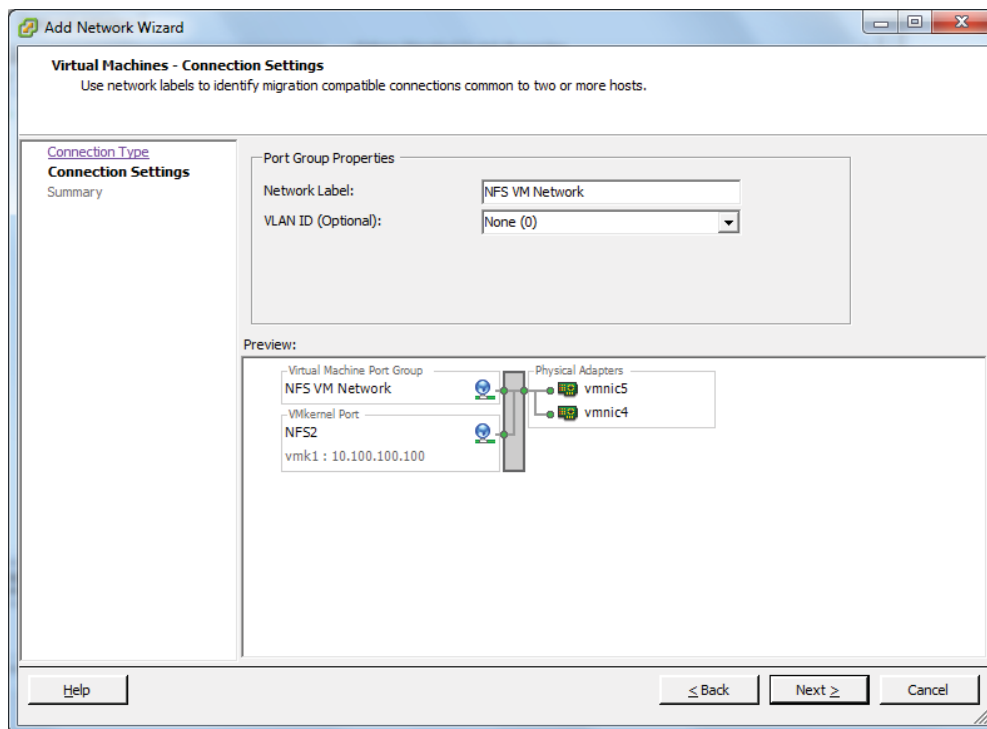 Add Network Wizard
Virtual Machines - Connection Settings
Use network labels to identify migration compatible connections common to two or more hosts.
Connection Type
Connection Settings
Summary
Port Group Properties
Network Label:
NFS VM Network
VLAN ID (Optional):
None (0)
Preview:
Virtual Machine Port Group
NFS VM Network
VMkernel Port
NFS2
vmk1 : 10.100.100.100
Physical Adapters
vmnic5
vmnic4
Help
< Back
Next >
Cancel